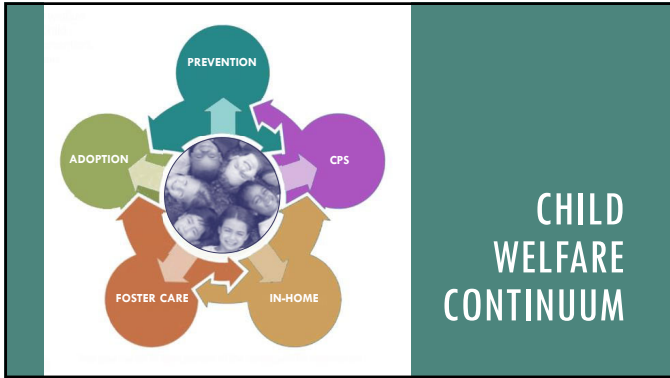 PREVENTION
ADOPTION
CPS
FOSTER CARE
IN-HOME
CHILD
WELFARE
CONTINUUM